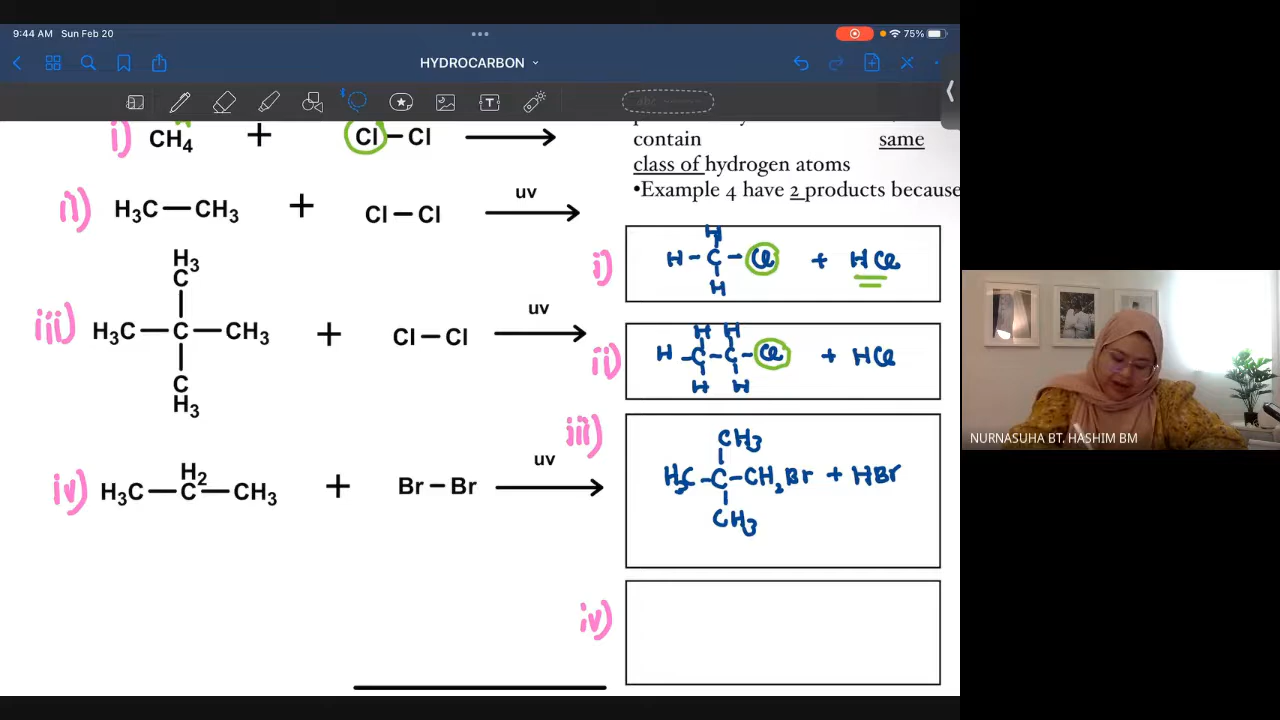 9:44 AM Sun Feb 20
75%
HYDROCARBON
T
i) CH4 + Cl–Cl
contain same
class of hydrogen atoms
•Example 4 have 2 products because
ii) H3C–CH3 + Cl–Cl uv
i) H
H–C–Cl + HCl
H
iii) H3
C
H3C–C–CH3 + Cl–Cl uv
C
H3
ii) H H
H–C–C–Cl + HCl
H H
iv) H3C–C–CH3 + Br–Br uv
H2
iii) CH3
H3C–C–CH2Br + HBr
CH3
iv)
NURNASUHA BT. HASHIM BM